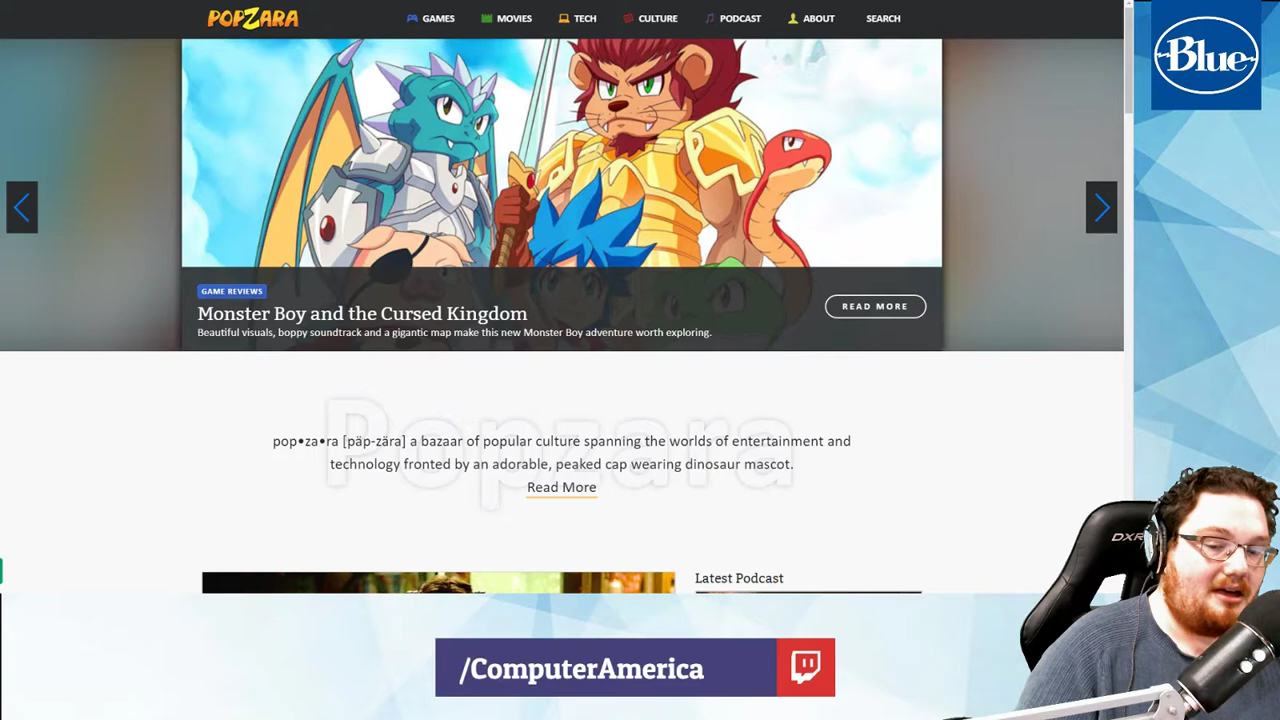 POPZARA
GAMES
MOVIES
TECH
CULTURE
PODCAST
ABOUT
SEARCH
Blue
GAME REVIEWS
Monster Boy and the Cursed Kingdom
Beautiful visuals, boppy soundtrack and a gigantic map make this new Monster Boy adventure worth exploring.
READ MORE
Popzara
pop•za•ra [päp-zära] a bazaar of popular culture spanning the worlds of entertainment and
technology fronted by an adorable, peaked cap wearing dinosaur mascot.
Read More
Latest Podcast
DXR
/ComputerAmerica